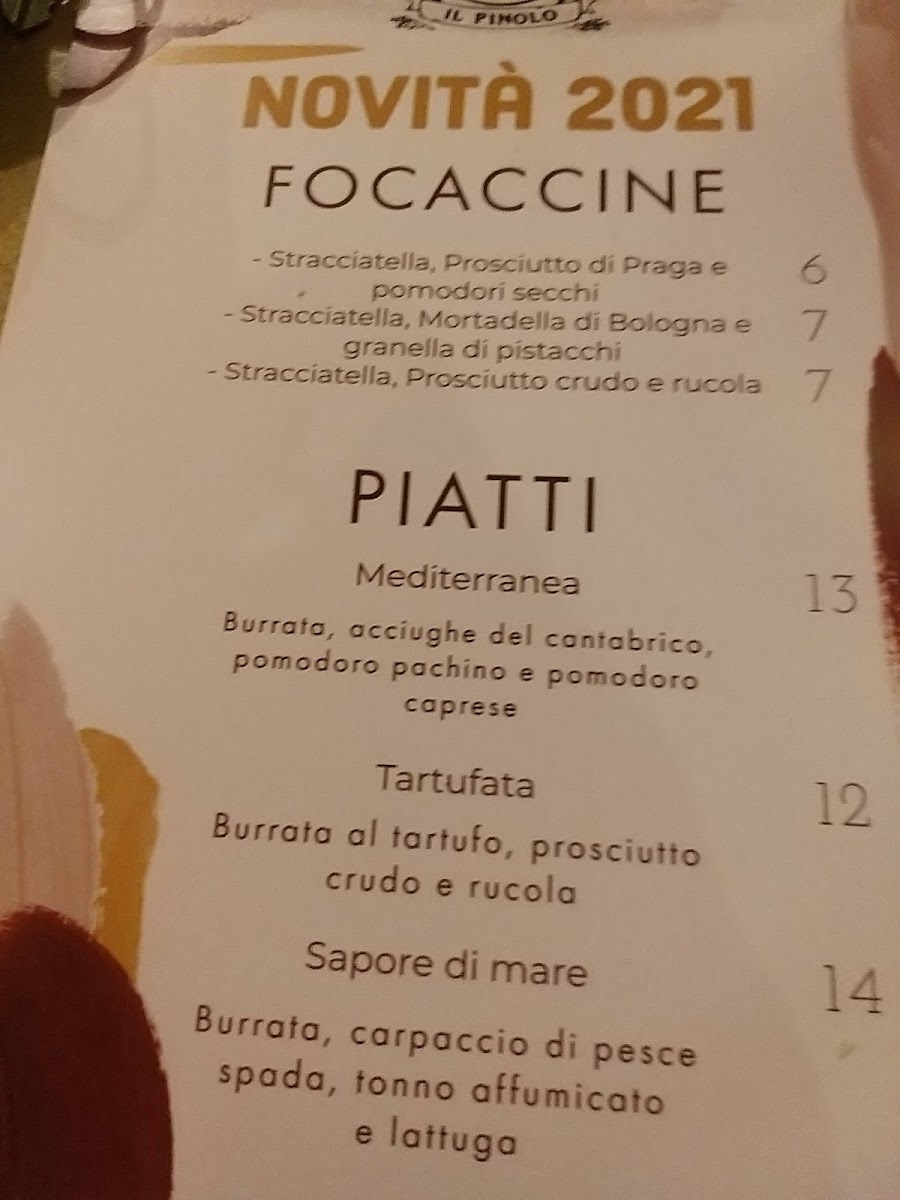 IL PINOLO
NOVITÀ 2021
FOCACCINE
- Stracciatella, Prosciutto di Praga e 6
pomodori secchi
- Stracciatella, Mortadella di Bologna e 7
granella di pistacchi
- Stracciatella, Prosciutto crudo e rucola 7
PIATTI
Mediterranea 13
Burrata, acciughe del cantabrico,
pomodoro pachino e pomodoro
caprese
Tartufata 12
Burrata al tartufo, prosciutto
crudo e rucola
Sapore di mare 14
Burrata, carpaccio di pesce
spada, tonno affumicato
e lattuga